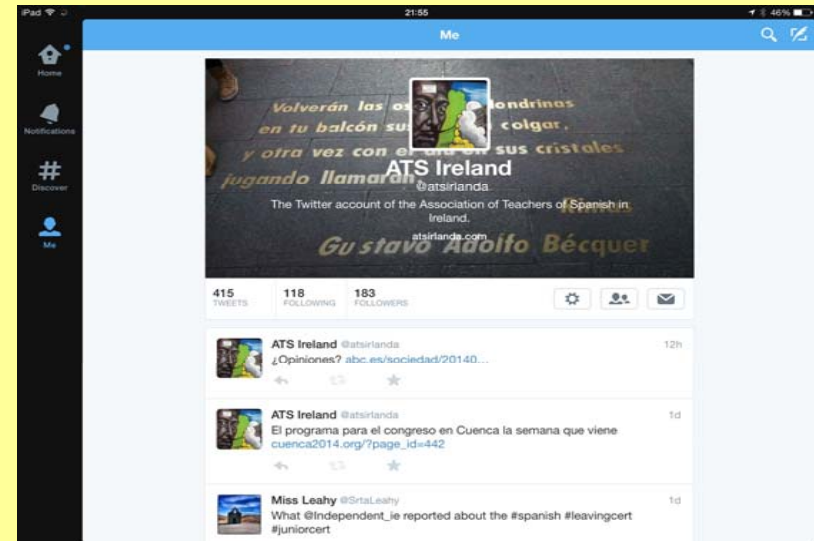 iPad 21:55 46%
Me
Home
Notifications
Discover
Me
Volverán las os londrinas
en tu balcón su colgar,
y otra vez con el ala en sus cristales
jugando llamarán
Rimas
Gustavo Adolfo Bécquer
ATS Ireland
@atsirlanda
The Twitter account of the Association of Teachers of Spanish in
Ireland.
atsirlanda.com
415 118 183
TWEETS FOLLOWING FOLLOWERS
ATS Ireland @atsirlanda 12h
¿Opiniones? abc.es/sociedad/20140...
ATS Ireland @atsirlanda 1d
El programa para el congreso en Cuenca la semana que viene
cuenca2014.org/?page_id=442
Miss Leahy @SrtaLeahy 1d
What @Independent_ie reported about the #spanish #leavingcert
#juniorcert